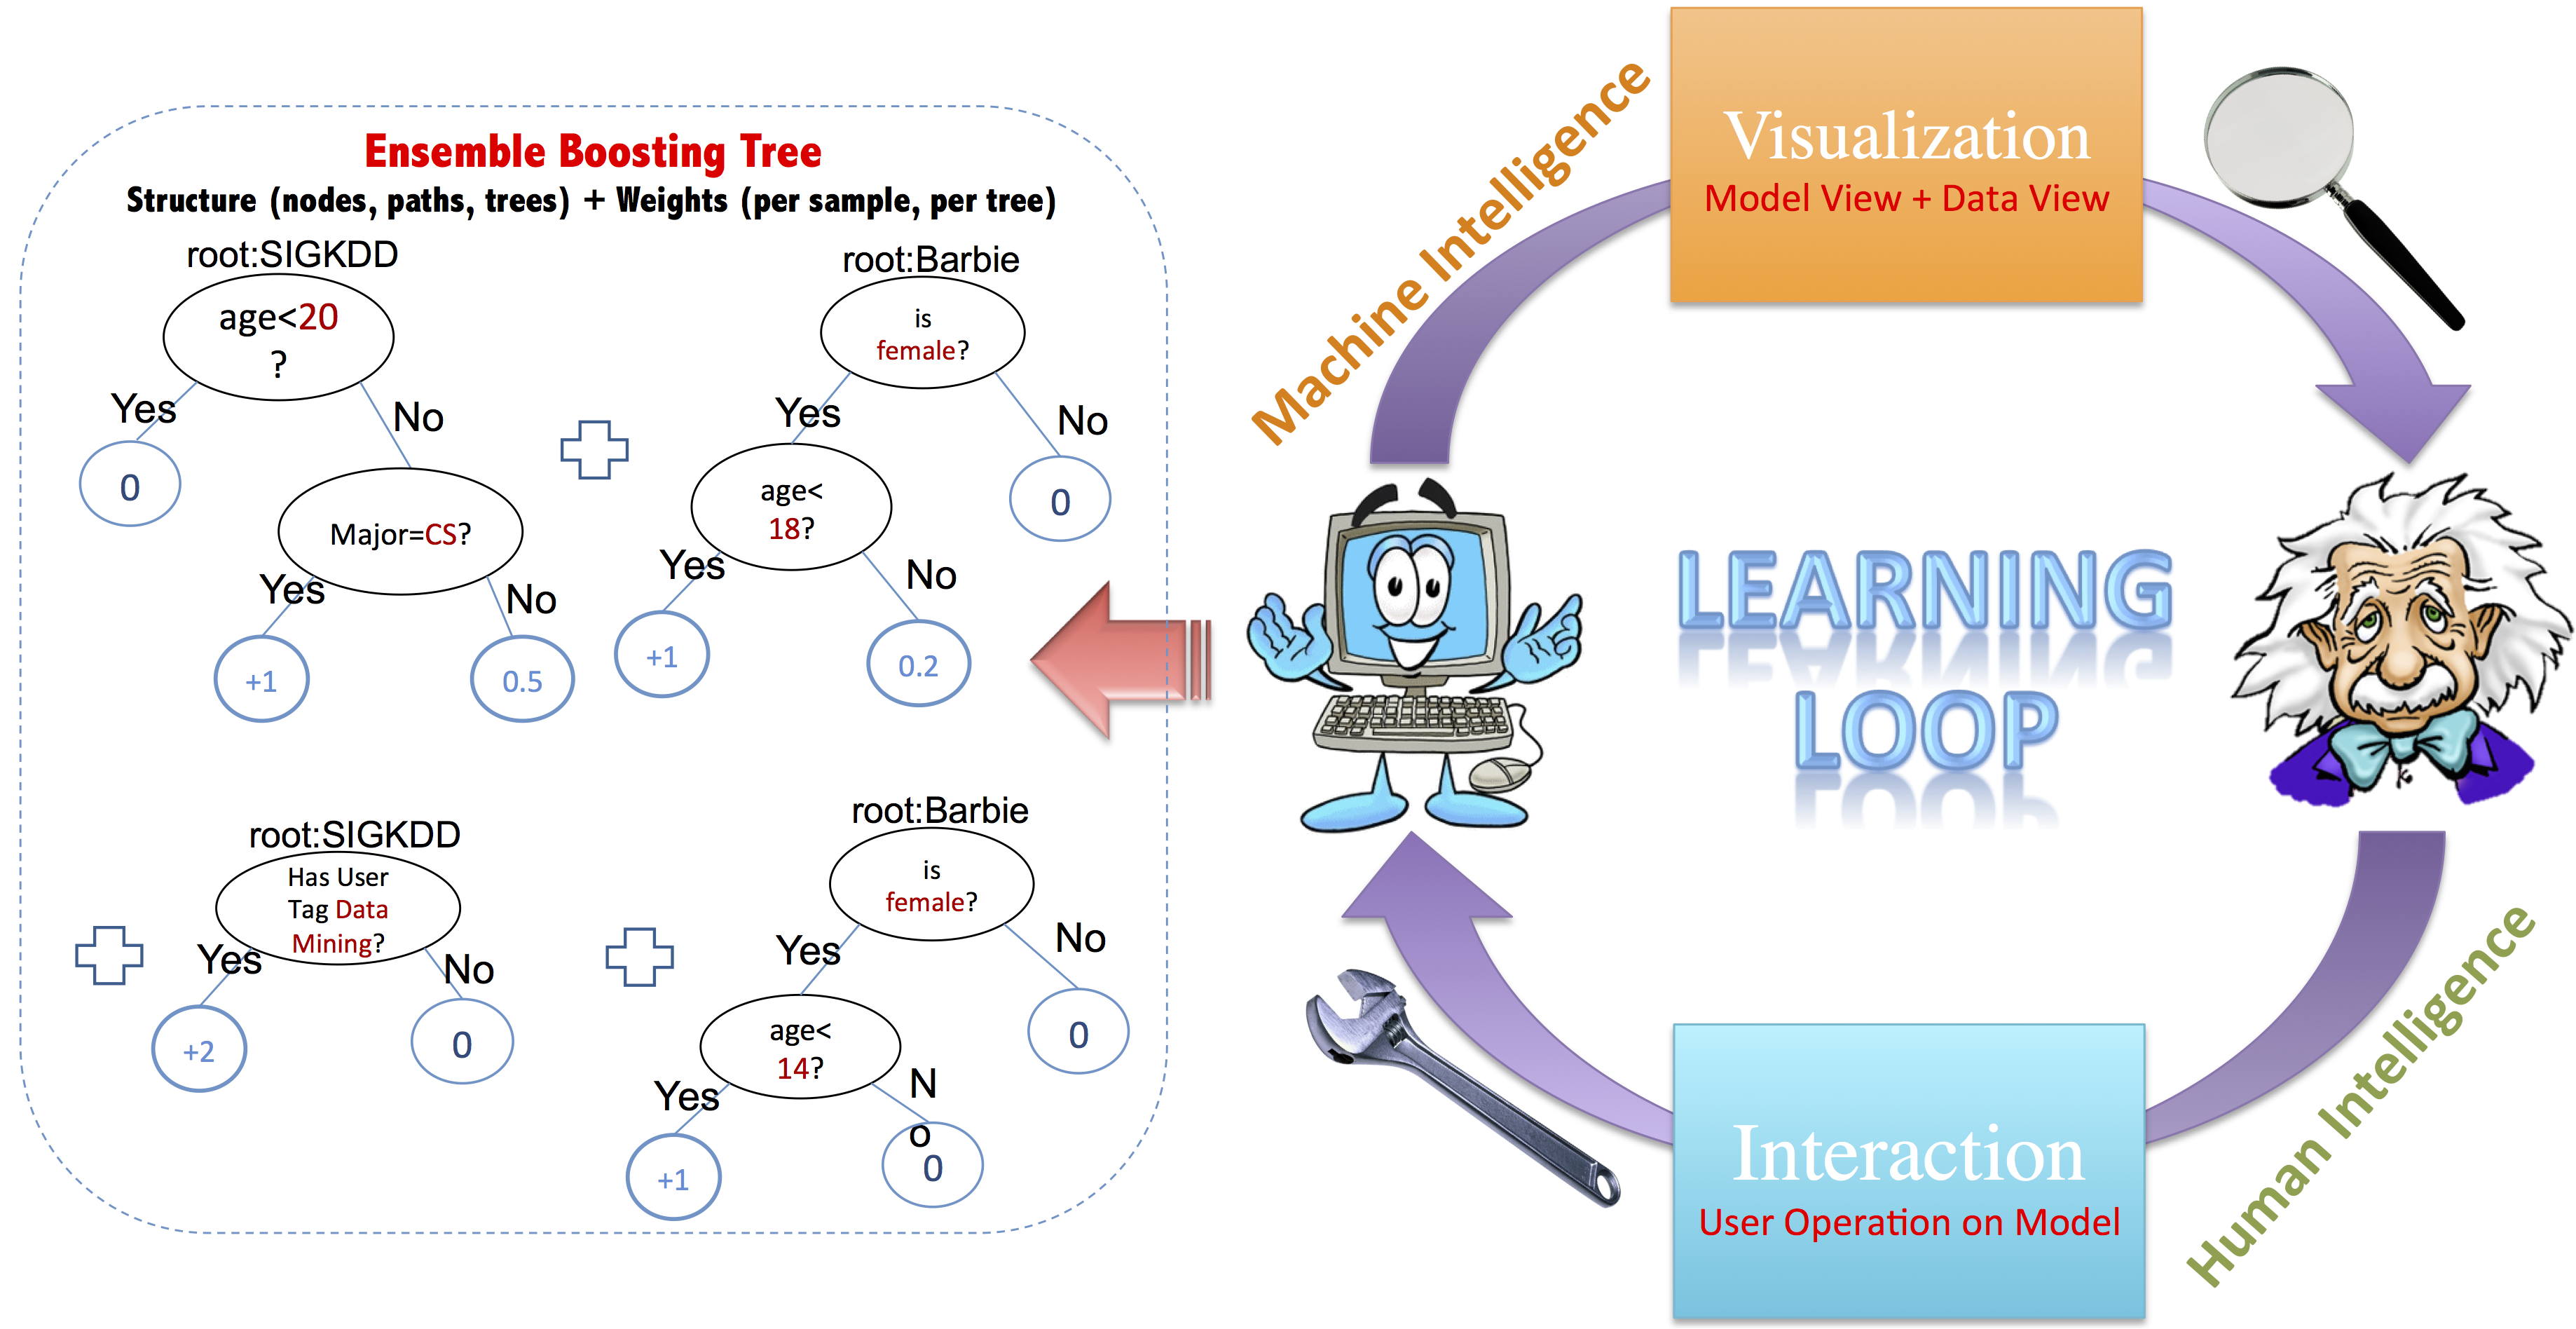 Ensemble Boosting Tree
Structure (nodes, paths, trees) + Weights (per sample, per tree)
root:SIGKDD
age<20
?
Yes
No
0
Major=CS?
Yes
No
+1
0.5
root:Barbie
is
female?
Yes
No
0
age<
18?
Yes
No
+1
0.2
root:SIGKDD
Has User
Tag Data
Mining?
Yes
No
+2
0
root:Barbie
is
female?
Yes
No
0
age<
14?
Yes
N
o
+1
0
Machine Intelligence
Visualization
Model View + Data View
LEARNING
LOOP
Interaction
User Operation on Model
Human Intelligence